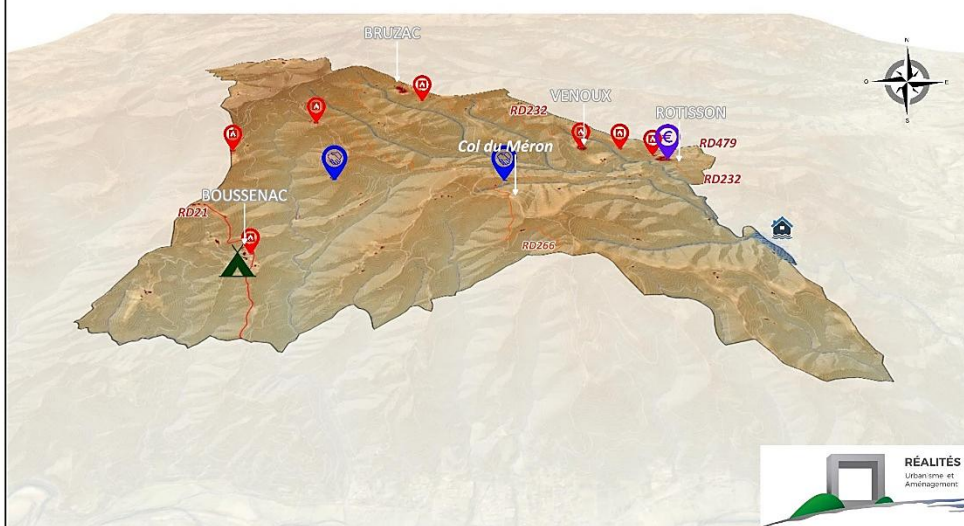 BRUZAC
N
O
E
S
RD232
VENOUX
ROTISSON
€
RD479
Col du Méron
RD232
BOUSSENAC
RD21
RD266
RÉALITÉS
Urbanisme et
Aménagement